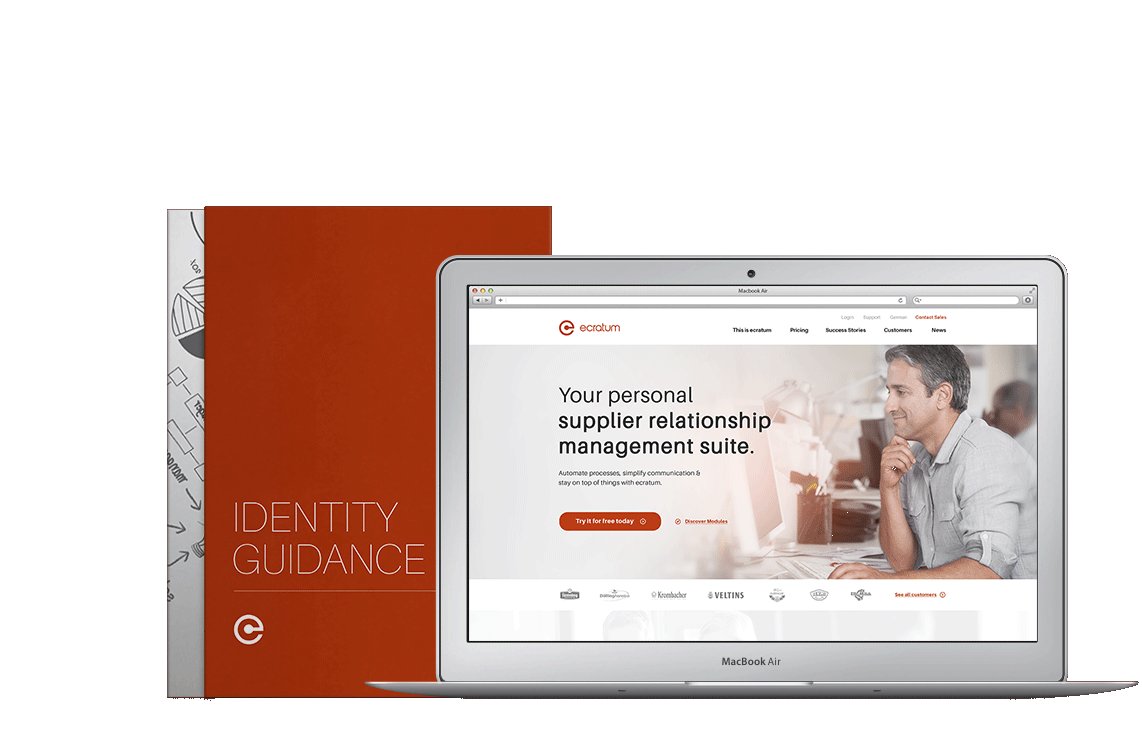 IDENTITY
GUIDANCE
Macbook Air
Login Support German Contact Sales
ecratum
This is ecratum Pricing Success Stories Customers News
Your personal
supplier relationship
management suite.
Automate processes, simplify communication &
stay on top of things with ecratum.
Try it for free today Discover Modules
Krombacher VELTINS See all customers
MacBook Air